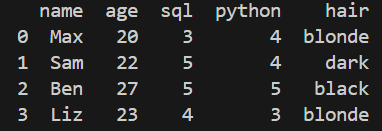 name age sql python hair
0 Max 20 3 4 blonde
1 Sam 22 5 4 dark
2 Ben 27 5 5 black
3 Liz 23 4 3 blonde